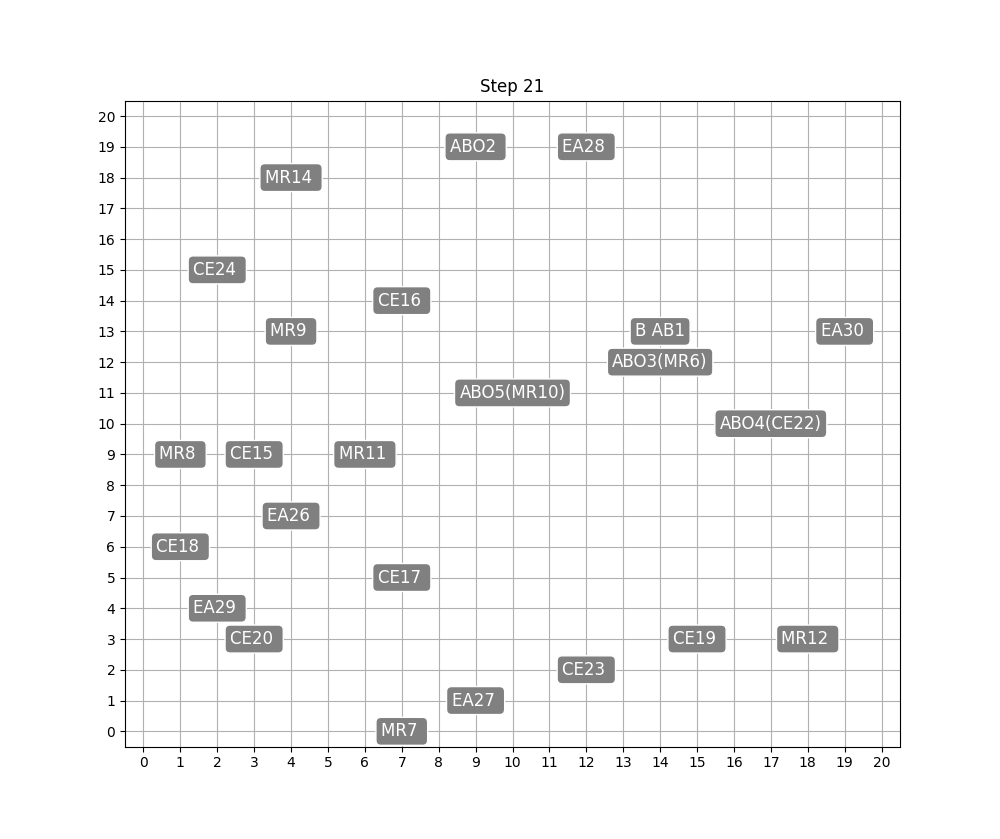 Step 21
20
19
18
17
16
15
14
13
12
11
10
9
8
7
6
5
4
3
2
1
0
ABO2
EA28
MR14
CE24
CE16
MR9
B AB1
EA30
ABO3(MR6)
ABO5(MR10)
ABO4(CE22)
MR8
CE15
MR11
EA26
CE18
CE17
EA29
CE20
CE19
MR12
CE23
EA27
MR7
0 1 2 3 4 5 6 7 8 9 10 11 12 13 14 15 16 17 18 19 20